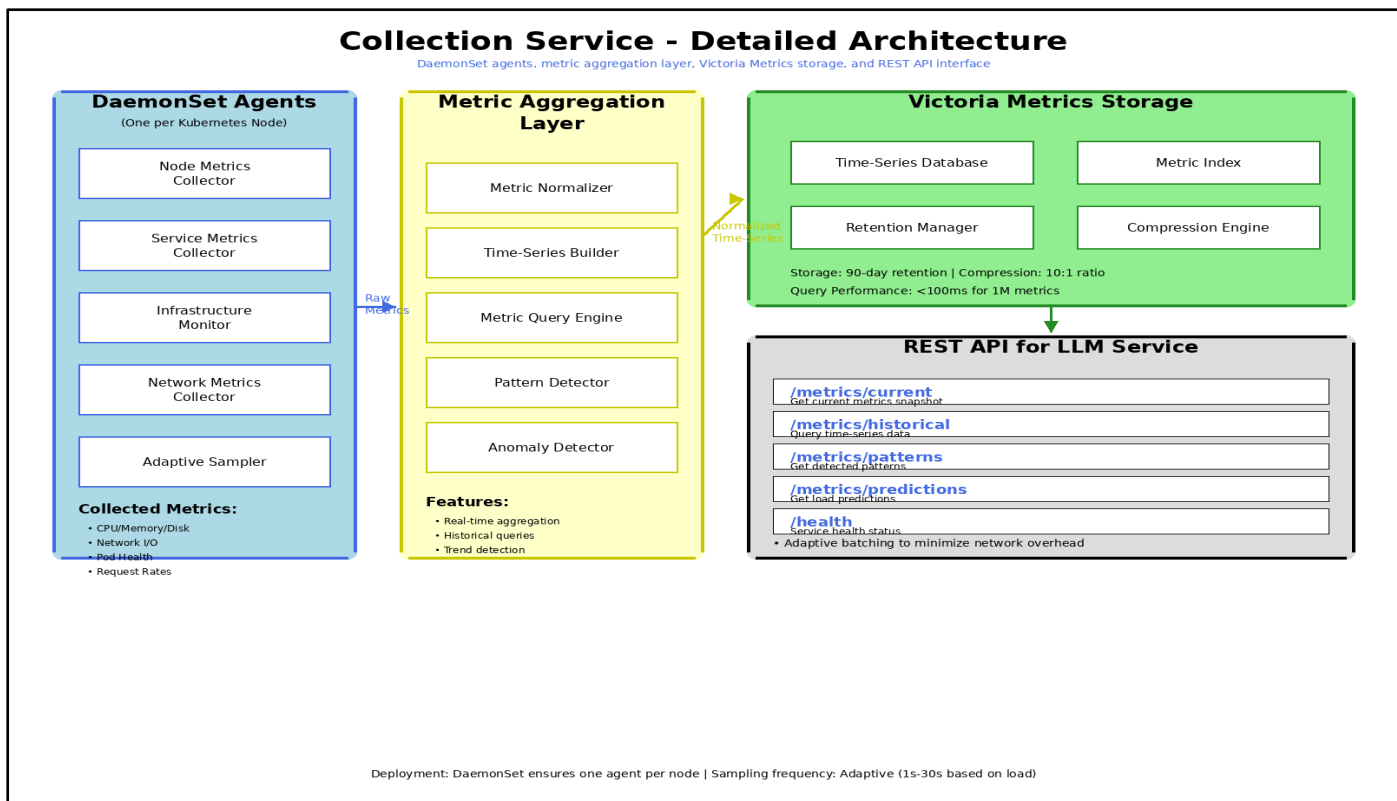 Collection Service - Detailed Architecture
DaemonSet agents, metric aggregation layer, Victoria Metrics storage, and REST API interface
DaemonSet Agents
(One per Kubernetes Node)
Node Metrics
Collector
Service Metrics
Collector
Infrastructure
Monitor
Network Metrics
Collector
Adaptive Sampler
Collected Metrics:
• CPU/Memory/Disk
• Network I/O
• Pod Health
• Request Rates
Raw
Metrics
Metric Aggregation
Layer
Metric Normalizer
Time-Series Builder
Metric Query Engine
Pattern Detector
Anomaly Detector
Features:
• Real-time aggregation
• Historical queries
• Trend detection
Normalized
Time-Series
Victoria Metrics Storage
Time-Series Database
Metric Index
Retention Manager
Compression Engine
Storage: 90-day retention | Compression: 10:1 ratio
Query Performance: <100ms for 1M metrics
REST API for LLM Service
/metrics/current
Get current metrics snapshot
/metrics/historical
Query time-series data
/metrics/patterns
Get detected patterns
/metrics/predictions
Get load predictions
/health
Service health status
• Adaptive batching to minimize network overhead
Deployment: DaemonSet ensures one agent per node | Sampling frequency: Adaptive (1s-30s based on load)